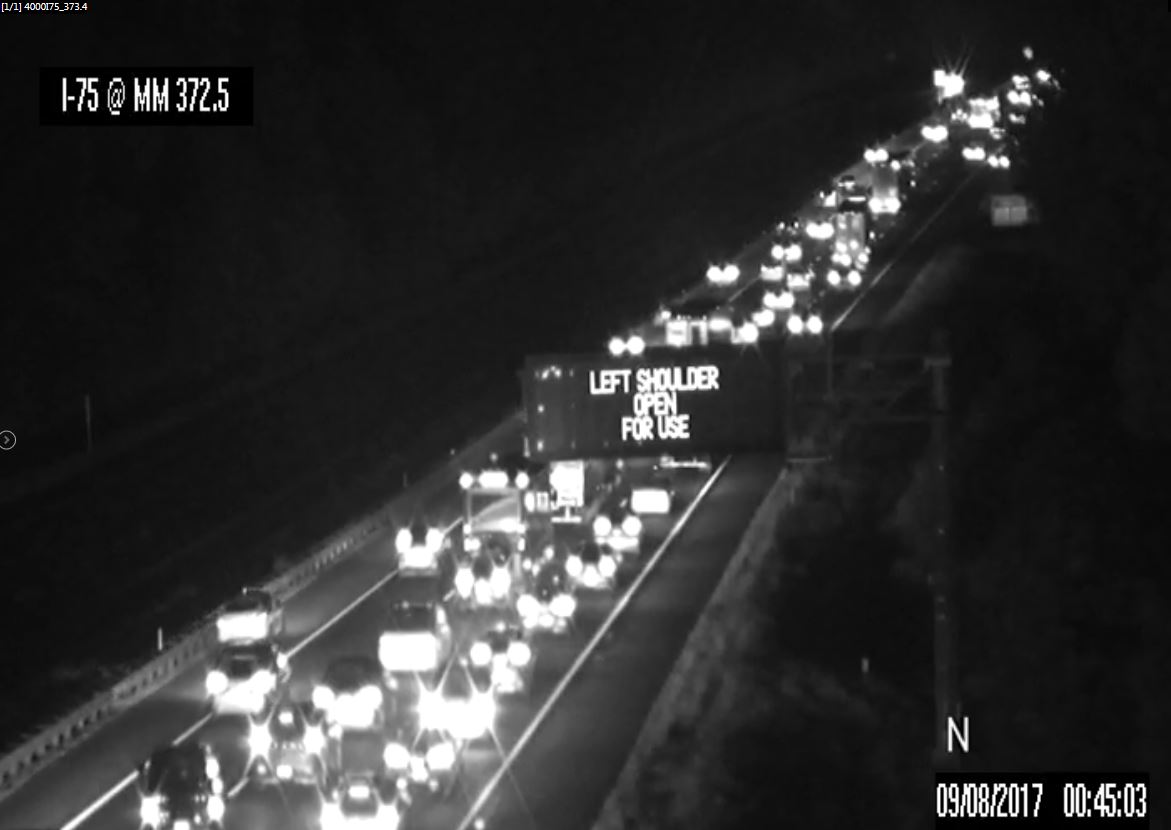 [1/1] 4000I75_373.4
I-75 @ MM 372.5
LEFT SHOULDER
OPEN
FOR USE
N
09/08/2017 00:45:03